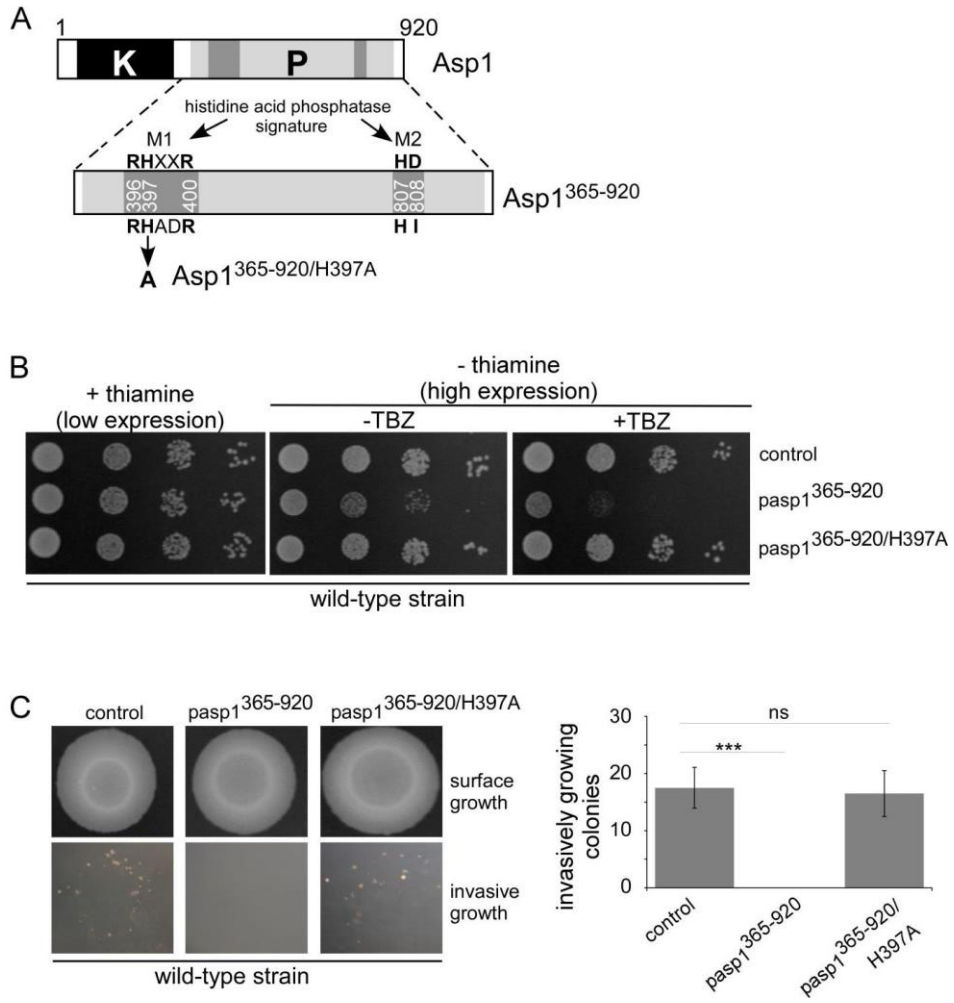 A
1 920
K P Asp1
histidine acid phosphatase
signature
M1 M2
RHXXR HD
396 397 400 807 808 Asp1365-920
RHADR H I
A Asp1365-920/H397A
B
- thiamine
(high expression)
+ thiamine
(low expression)
-TBZ +TBZ
control
pasp1365-920
pasp1365-920/H397A
wild-type strain
C
control pasp1365-920 pasp1365-920/H397A
surface
growth
invasive
growth
wild-type strain
invasively growing
colonies
30
20
10
0
ns
***
control
pasp1365-920
pasp1365-920/
H397A